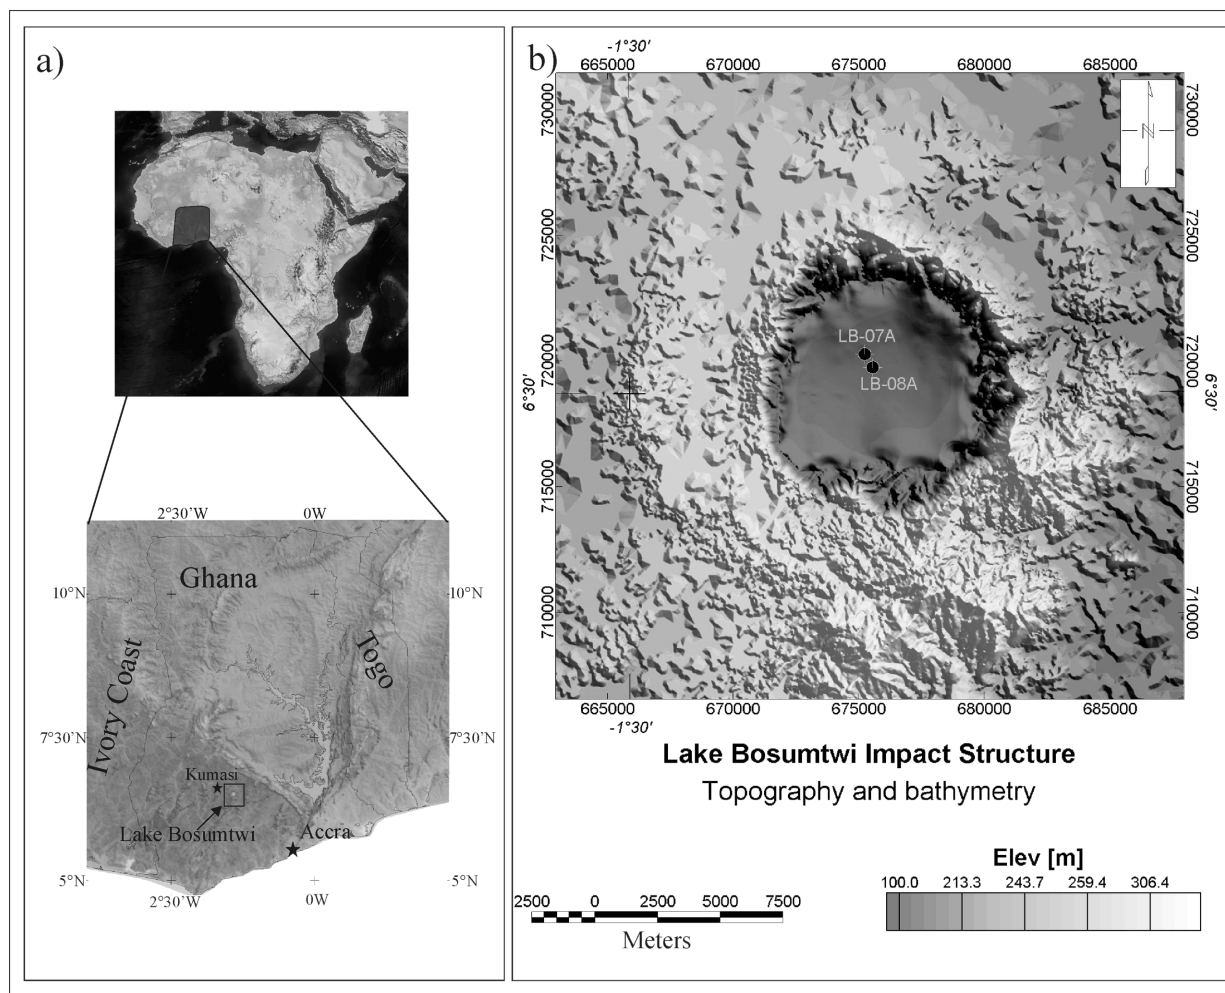 a)
2°30'W 0W
Ghana
10°N 10°N
Ivory Coast
Togo
7°30'N 7°30'N
Kumasi
Lake Bosumtwi
Accra
5°N 5°N
2°30'W 0W
b)
-1°30'
665000 670000 675000 680000 685000
730000 730000
N
725000 725000
LB-07A
720000 720000
LB-08A
6°30' 6°30'
715000 715000
710000 710000
665000 670000 675000 680000 685000
-1°30'
Lake Bosumtwi Impact Structure
Topography and bathymetry
Elev [m]
100.0 213.3 243.7 259.4 306.4
2500 0 2500 5000 7500
Meters